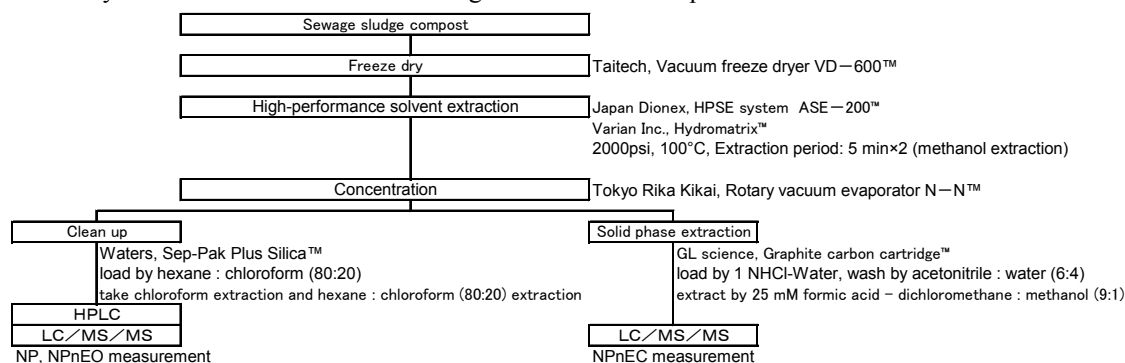 Sewage sludge compost
Freeze dry
Taitech, Vacuum freeze dryer VD－600™
High-performance solvent extraction
Japan Dionex, HPSE system ASE－200™
Varian Inc., Hydromatrix™
2000psi, 100°C, Extraction period: 5 min×2 (methanol extraction)
Concentration
Tokyo Rika Kikai, Rotary vacuum evaporator N－N™
Clean up
Waters, Sep-Pak Plus Silica™
load by hexane : chloroform (80:20)
take chloroform extraction and hexane : chloroform (80:20) extraction
HPLC
LC／MS／MS
NP, NPnEO measurement
Solid phase extraction
GL science, Graphite carbon cartridge™
load by 1 NHCl-Water, wash by acetonitrile : water (6:4)
extract by 25 mM formic acid － dichloromethane : methanol (9:1)
LC／MS／MS
NPnEC measurement